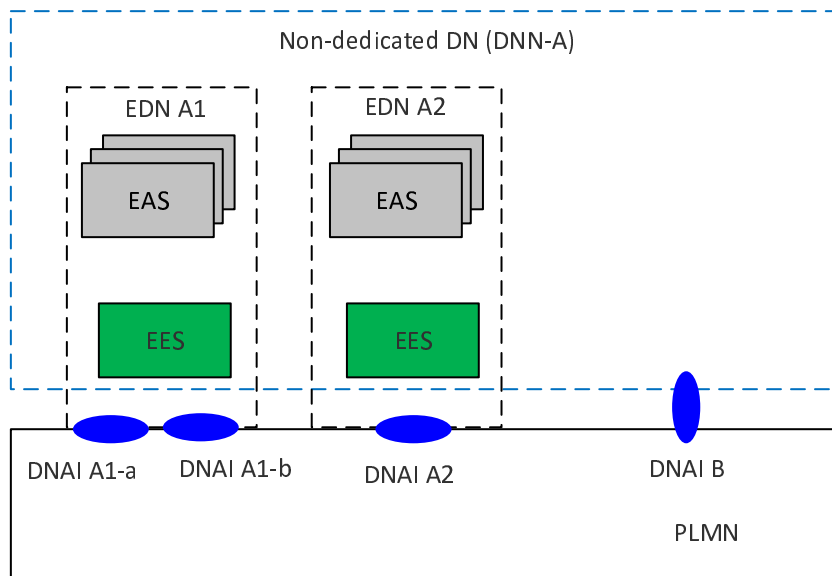 Non-dedicated DN (DNN-A)
EDN A1
EDN A2
EAS
EAS
EES
EES
DNAI A1-a
DNAI A1-b
DNAI A2
DNAI B
PLMN